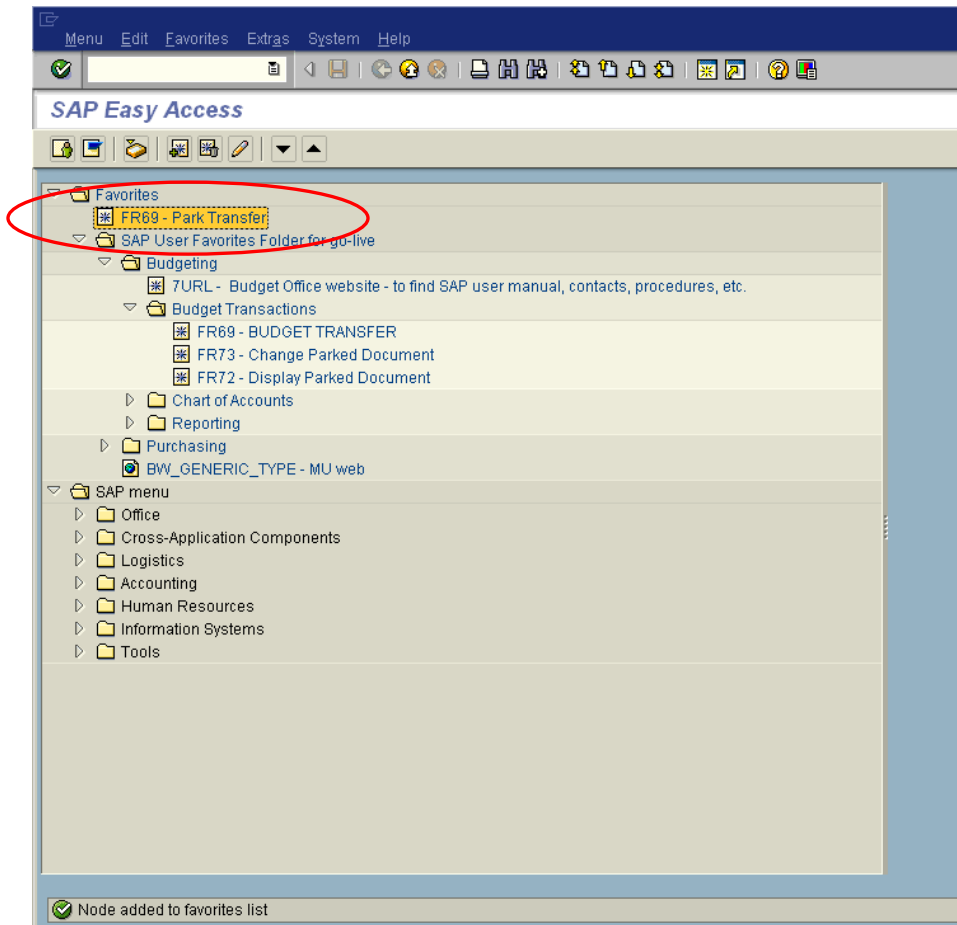 Menu Edit Favorites Extras System Help
SAP Easy Access
Favorites
FR69 - Park Transfer
SAP User Favorites Folder for go-live
Budgeting
7URL - Budget Office website - to find SAP user manual, contacts, procedures, etc.
Budget Transactions
FR69 - BUDGET TRANSFER
FR73 - Change Parked Document
FR72 - Display Parked Document
Chart of Accounts
Reporting
Purchasing
BW_GENERIC_TYPE - MU web
SAP menu
Office
Cross-Application Components
Logistics
Accounting
Human Resources
Information Systems
Tools
Node added to favorites list